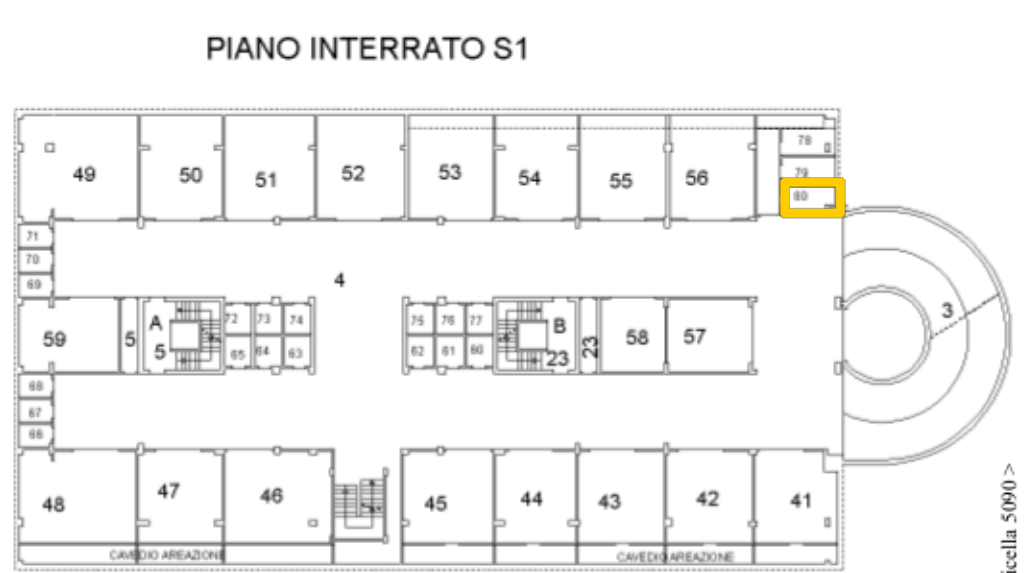 PIANO INTERRATO S1
78
49 50 51 52 53 54 55 56 79
80
71
70
69
4
3
72 73 74 75 76 77
A B
59 5 5 65 64 63 62 61 60 23 23 58 57
68
67
66
48 47 46 45 44 43 42 41
CAVEDIO AREAZIONE CAVEDIO AREAZIONE
icella 5090 >